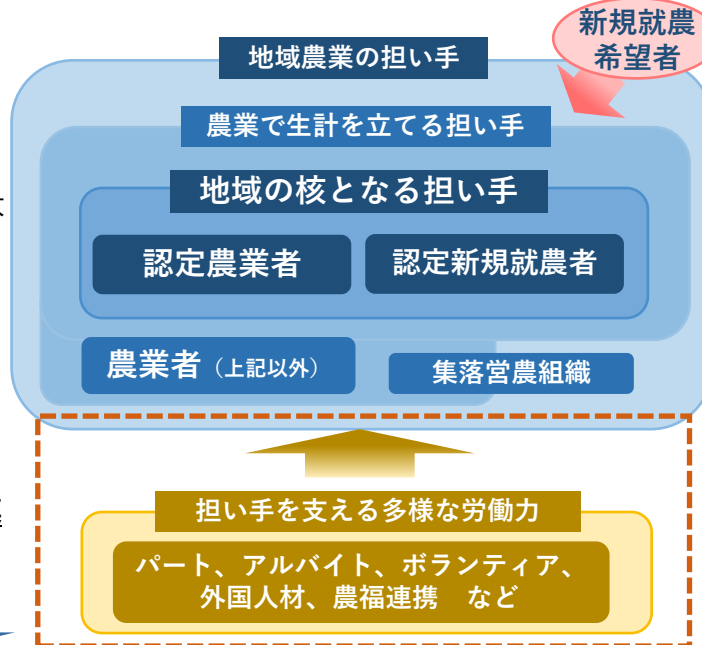 新規就農
希望者
地域農業の担い手
農業で生計を立てる担い手
地域の核となる担い手
認定農業者
認定新規就農者
農業者（上記以外）
集落営農組織
担い手を支える多様な労働力
パート、アルバイト、ボランティア、
外国人材、農福連携　など